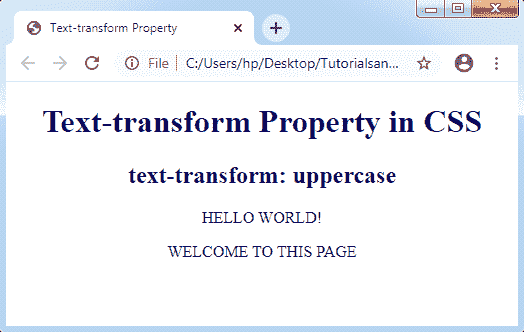 Text-transform Property
File C:/Users/hp/Desktop/Tutorialsan...
Text-transform Property in CSS
text-transform: uppercase
HELLO WORLD!
WELCOME TO THIS PAGE